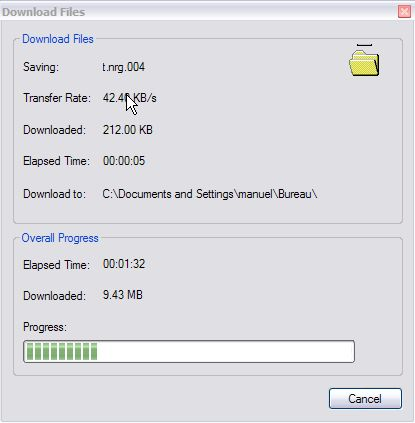 Download Files
Download Files
Saving: t.nrg.004
Transfer Rate: 42.40 KB/s
Downloaded: 212.00 KB
Elapsed Time: 00:00:05
Download to: C:\Documents and Settings\manuel\Bureau\
Overall Progress
Elapsed Time: 00:01:32
Downloaded: 9.43 MB
Progress:
Cancel